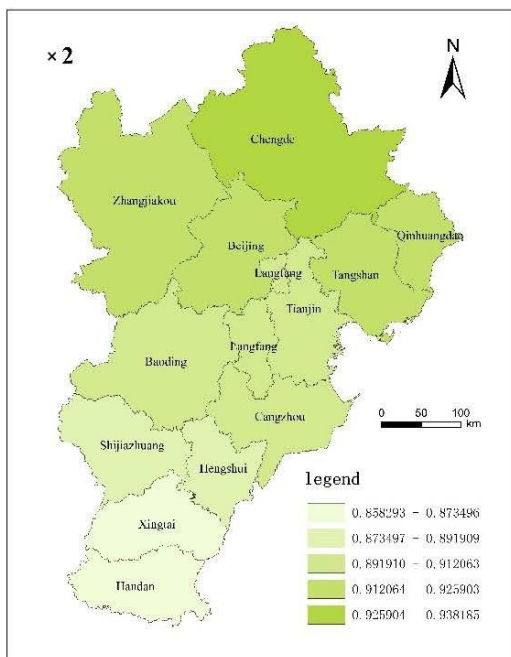 ×2
N
Chengde
Zhangjiakou
Beijing
Qinhuangdao
Langfang
Tangshan
Tianjin
Langfang
Baoding
Cangzhou
Shijiazhuang
Hengshui
Xingtai
Handan
0 50 100
km
legend
0.858293 - 0.873496
0.873497 - 0.891909
0.891910 - 0.912063
0.912064 0.925903
0.925904 0.938185